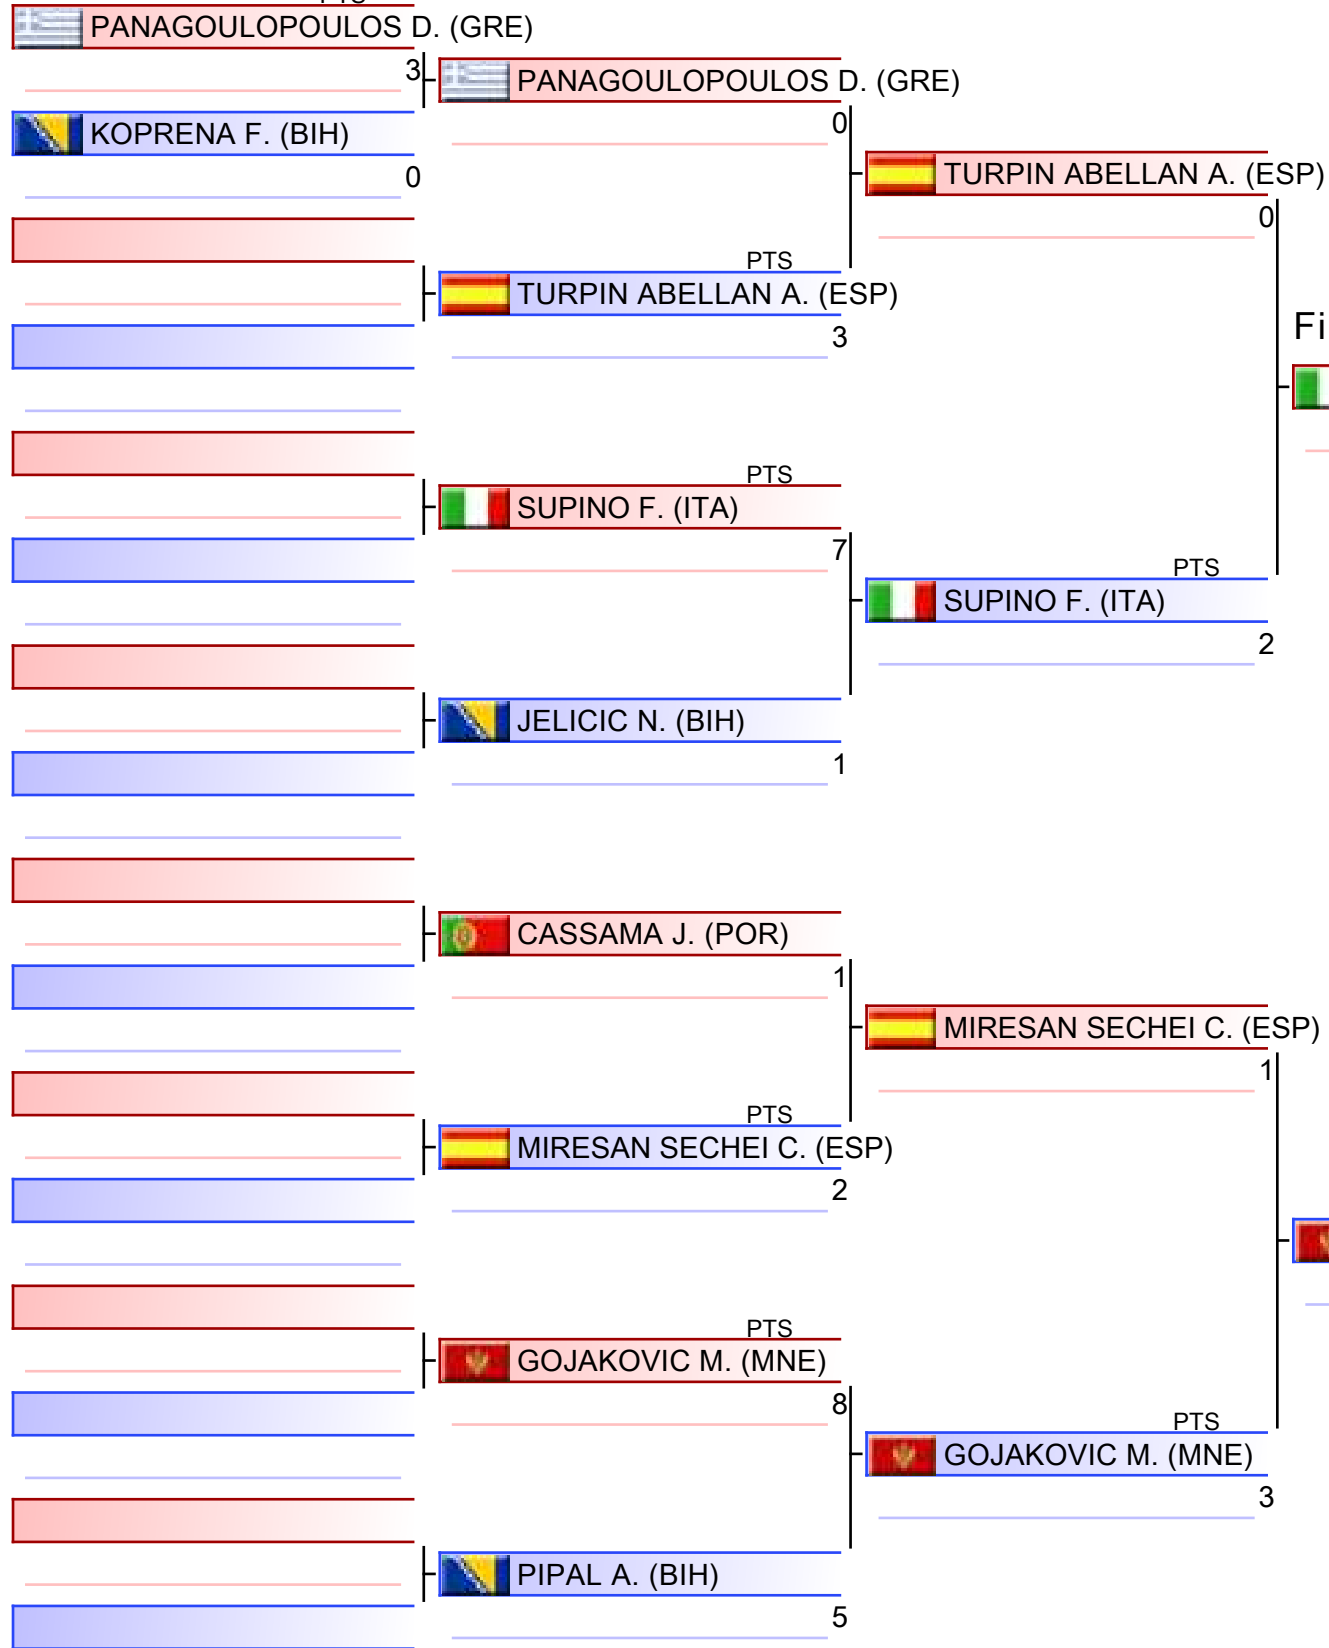 PANAGOULOPOULOS D. (GRE)
3
PANAGOULOPOULOS D. (GRE)
0
KOPRENA F. (BIH)
0
TURPIN ABELLAN A. (ESP)
0
PTS
TURPIN ABELLAN A. (ESP)
3
Fi
PTS
SUPINO F. (ITA)
7
PTS
SUPINO F. (ITA)
2
JELICIC N. (BIH)
1
CASSAMA J. (POR)
1
MIRESAN SECHEI C. (ESP)
1
PTS
MIRESAN SECHEI C. (ESP)
2
PTS
GOJAKOVIC M. (MNE)
8
PTS
GOJAKOVIC M. (MNE)
3
PIPAL A. (BIH)
5